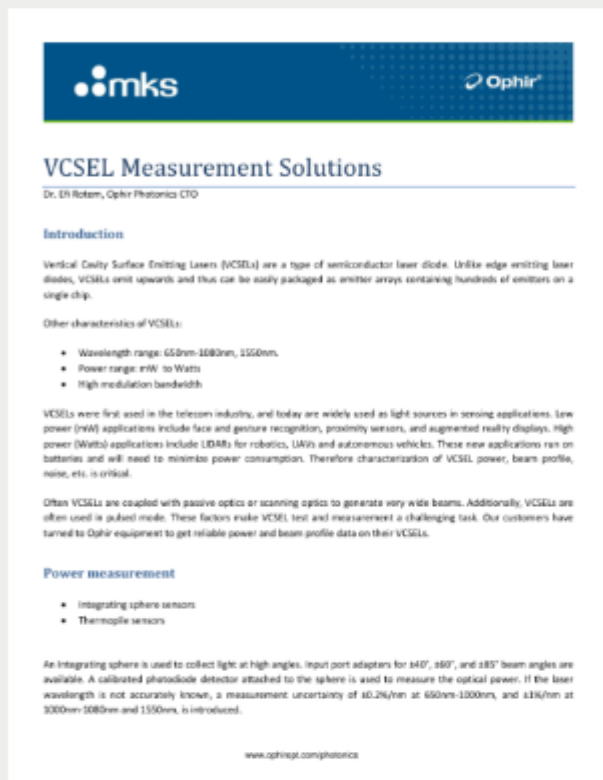 mks
Ophir
VCSEL Measurement Solutions
Dr. Efi Rotem, Ophir Photonics CTO
Introduction
Vertical Cavity Surface Emitting Lasers (VCSELs) are a type of semiconductor laser diode. Unlike edge emitting laser
diodes, VCSELs emit upwards and thus can be easily packaged as emitter arrays containing hundreds of emitters on a
single chip.
Other characteristics of VCSELs:
• Wavelength range: 650nm-1080nm, 1550nm.
• Power range: mW to Watts
• High modulation bandwidth
VCSELs were first used in the telecom industry, and today are widely used as light sources in sensing applications. Low
power (mW) applications include face and gesture recognition, proximity sensors, and augmented reality displays. High
power (Watts) applications include LIDARs for robotics, UAVs and autonomous vehicles. These new applications run on
batteries and will need to minimize power consumption. Therefore characterization of VCSEL power, beam profile,
noise, etc. is critical.
Often VCSELs are coupled with passive optics or scanning optics to generate very wide beams. Additionally, VCSELs are
often used in pulsed mode. These factors make VCSEL test and measurement a challenging task. Our customers have
turned to Ophir equipment to get reliable power and beam profile data on their VCSELs.
Power measurement
• Integrating sphere sensors
• Thermopile sensors
An Integrating sphere is used to collect light at high angles. Input port adapters for ±40°, ±60°, and ±85° beam angles are
available. A calibrated photodiode detector attached to the sphere is used to measure the optical power. If the laser
wavelength is not accurately known, a measurement uncertainty of ±0.2%/nm at 650nm-1000nm, and ±1%/nm at
1000nm-1080nm and 1550nm, is introduced.
www.ophiropt.com/photonics